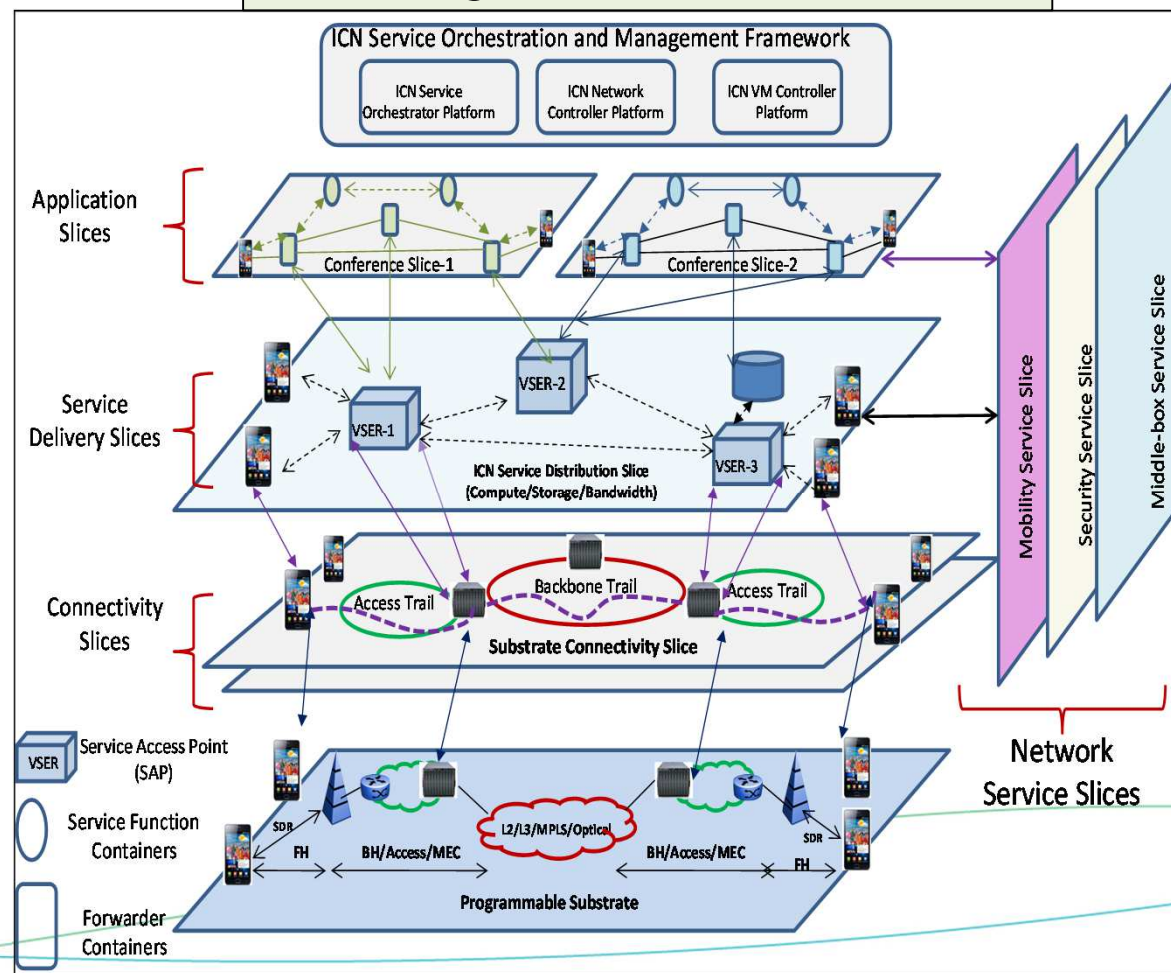 ICN Service Orchestration and Management Framework
ICN Service
Orchestrator Platform
ICN Network
Controller Platform
ICN VM Controller
Platform
Application
Slices
Conference Slice-1
Conference Slice-2
Service
Delivery Slices
VSER-1
VSER-2
VSER-3
ICN Service Distribution Slice
(Compute/Storage/Bandwidth)
Connectivity
Slices
Access Trail
Backbone Trail
Access Trail
Substrate Connectivity Slice
Mobility Service Slice
Security Service Slice
Middle-box Service Slice
Network
Service Slices
VSER
Service Access Point
(SAP)
Service Function
Containers
Forwarder
Containers
SDR
FH
BH/Access/MEC
L2/L3/MPLS/Optical
BH/Access/MEC
SDR
FH
Programmable Substrate